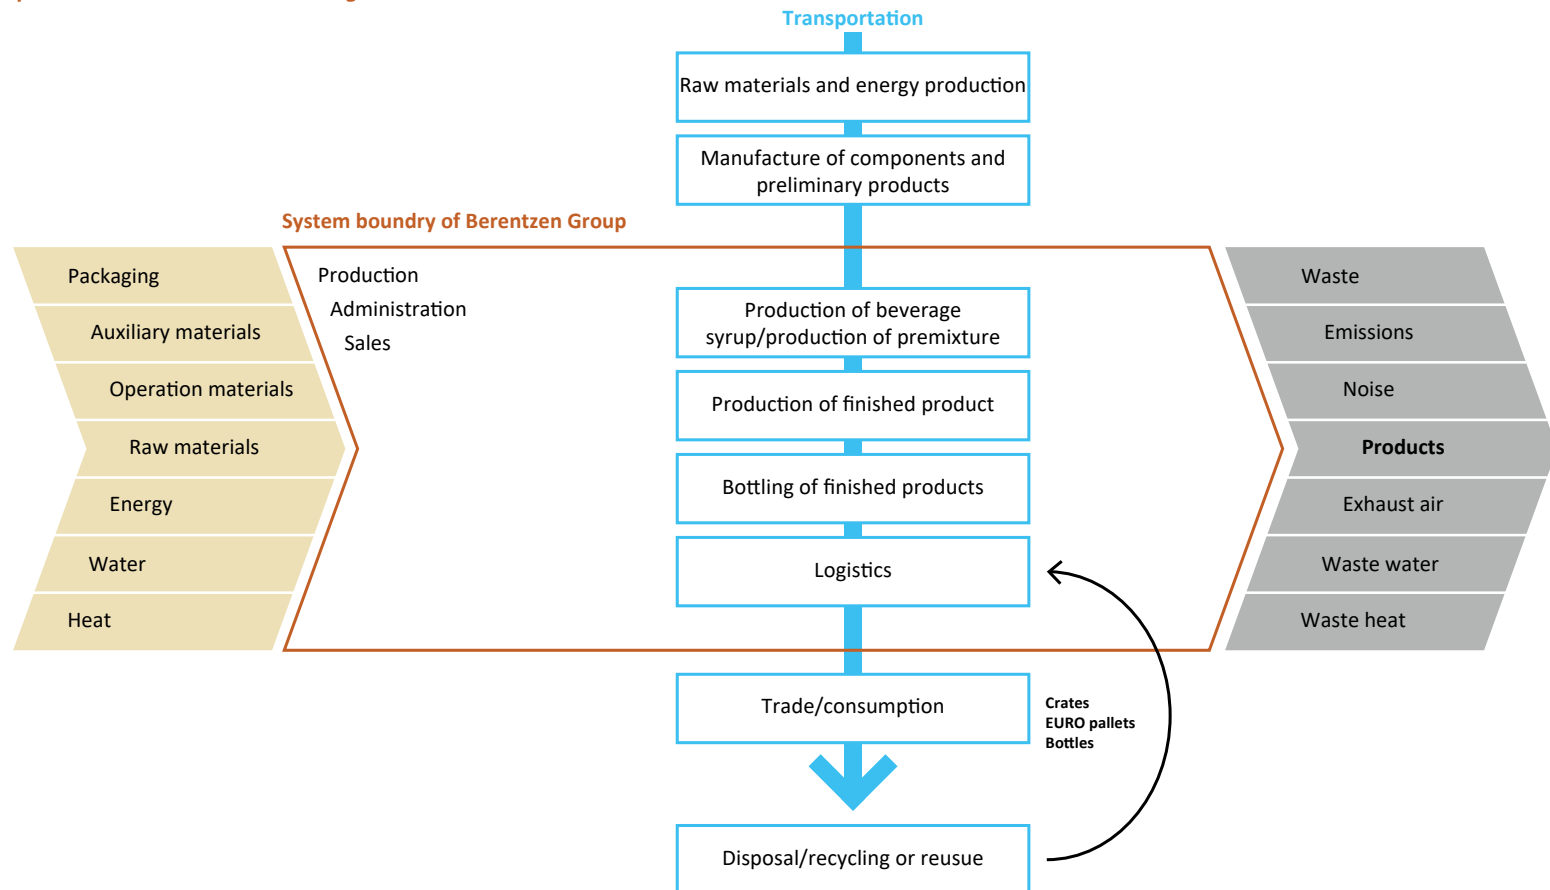 Transportation
Raw materials and energy production
Manufacture of components and
preliminary products
System boundry of Berentzen Group
Packaging
Auxiliary materials
Operation materials
Raw materials
Energy
Water
Heat
Production
Administration
Sales
Production of beverage
syrup/production of premixture
Production of finished product
Bottling of finished products
Logistics
Waste
Emissions
Noise
Products
Exhaust air
Waste water
Waste heat
Trade/consumption
Crates
EURO pallets
Bottles
Disposal/recycling or reusue